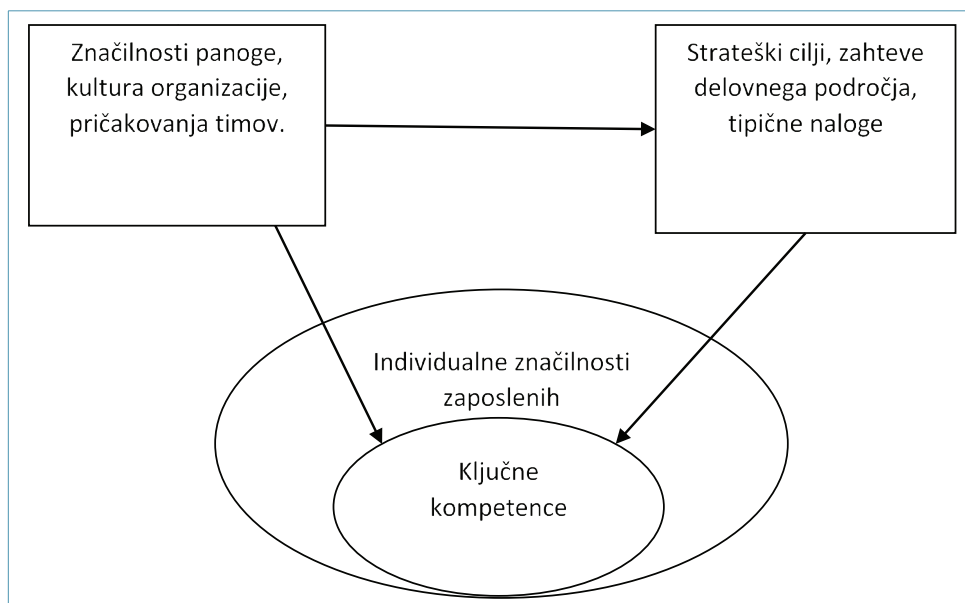 Značilnosti panoge,
kultura organizacije,
pričakovanja timov.
Strateški cilji, zahteve
delovnega področja,
tipične naloge
Individualne značilnosti
zaposlenih
Ključne
kompetence